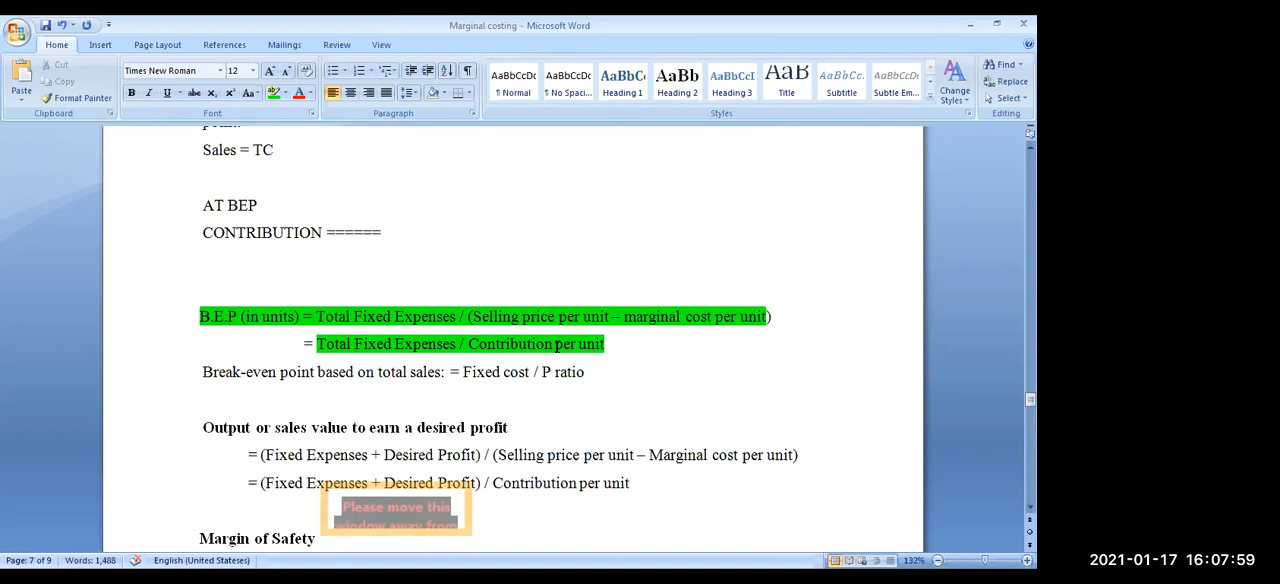 Marginal costing - Microsoft Word
Home Insert Page Layout References Mailings Review View
Paste Cut Copy Format Painter
Times New Roman 12
AaBbCcDc AaBbCcDc AaBbC AaBb AaBbCcI AaB AaBbCc. AaBbCcDc
¶ Normal ¶ No Spaci... Heading 1 Heading 2 Heading 3 Title Subtitle Subtle Em...
Change Styles
Find Replace Select
Clipboard Font Paragraph Styles Editing
Sales = TC
AT BEP
CONTRIBUTION ======
B.E.P (in units) = Total Fixed Expenses / (Selling price per unit – marginal cost per unit)
= Total Fixed Expenses / Contribution per unit
Break-even point based on total sales: = Fixed cost / P ratio
Output or sales value to earn a desired profit
= (Fixed Expenses + Desired Profit) / (Selling price per unit – Marginal cost per unit)
= (Fixed Expenses + Desired Profit) / Contribution per unit
Please move this
window away from
Margin of Safety
Page: 7 of 9 Words: 1,488 English (United Stateses) 132%
2021-01-17 16:07:59